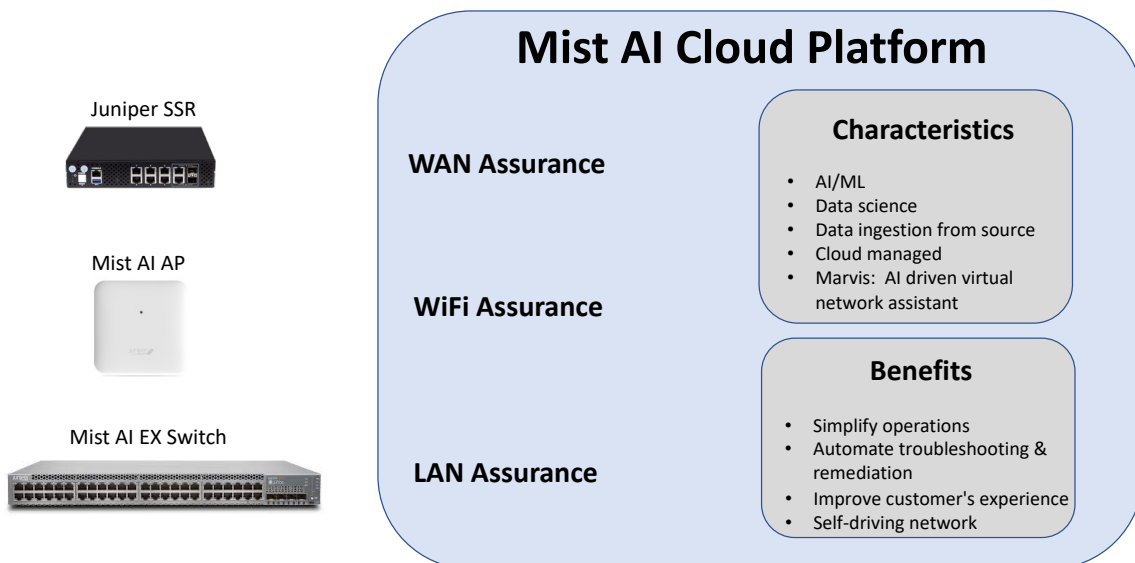 Mist AI Cloud Platform
Juniper SSR
WAN Assurance
Mist AI AP
WiFi Assurance
Mist AI EX Switch
LAN Assurance
Characteristics
• AI/ML
• Data science
• Data ingestion from source
• Cloud managed
• Marvis: AI driven virtual
network assistant
Benefits
• Simplify operations
• Automate troubleshooting &
remediation
• Improve customer's experience
• Self-driving network